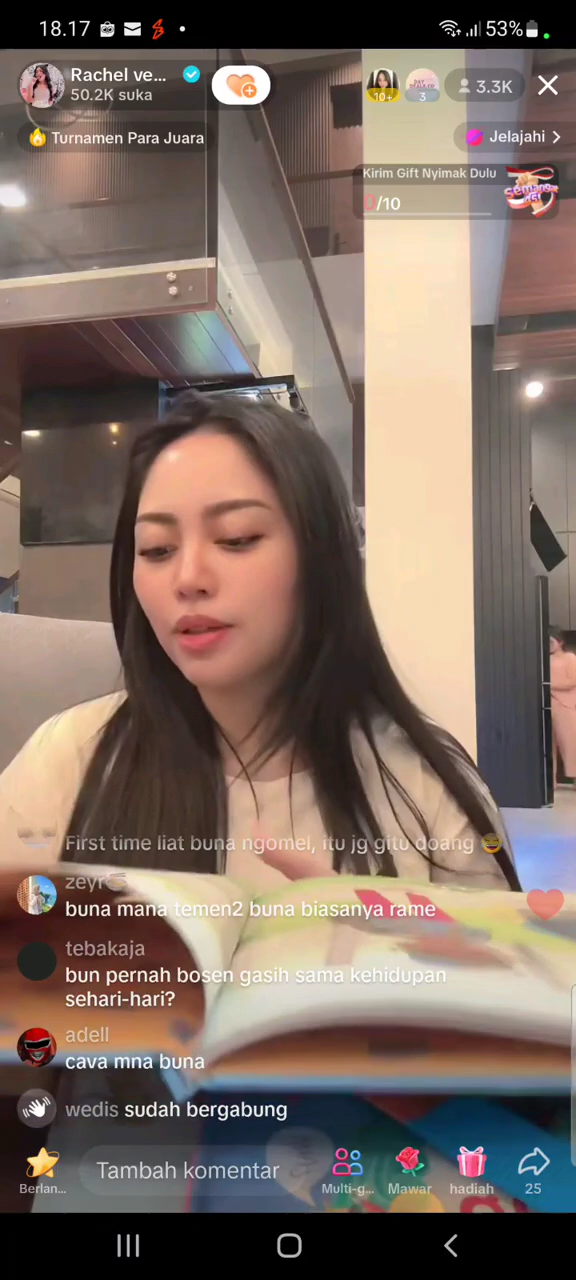 18.17
53%
Rachel ve...
50.2K suka
10+
3
3.3K
Turnamen Para Juara
Jelajahi
Kirim Gift Nyimak Dulu
0/10
First time liat buna ngomel, itu jg gitu doang
zeyr
buna mana temen2 buna biasanya rame
tebakaja
bun pernah bosen gasih sama kehidupan
sehari-hari?
adell
cava mna buna
wedis sudah bergabung
Tambah komentar
Berlan...
Multi-g...
Mawar
hadiah
25